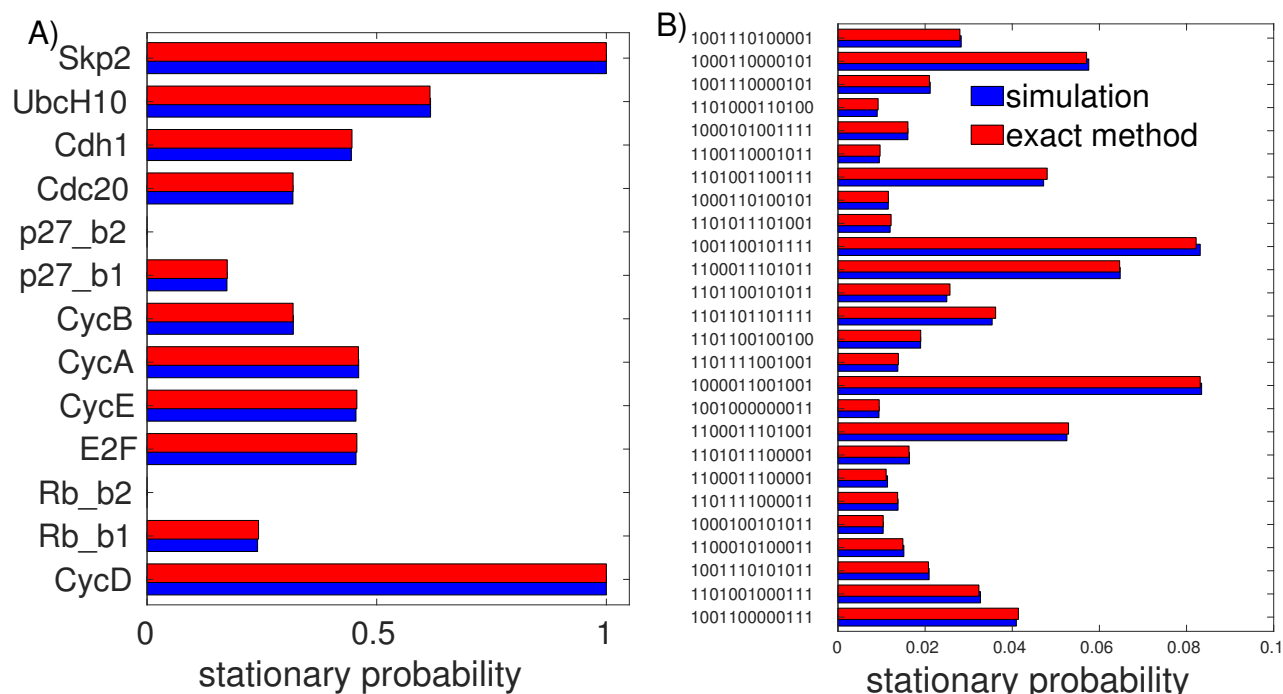 A)
Skp2
UbcH10
Cdh1
Cdc20
p27_b2
p27_b1
CycB
CycA
CycE
E2F
Rb_b2
Rb_b1
CycD
0 0.5 1
stationary probability
B)
1001110100001
1000110000101
1001110000101
1101000110100
1000101001111
1100110001011
1101001100111
1000110100101
1101011101001
1001100101111
1100011101011
1101100101011
1101101101111
1101100100100
1101111001001
1000011001001
1001000000011
1100011101001
1101011100001
1100011100001
1101111000011
1000100101011
1100010100011
1001110101011
1101001000111
1001100000111
simulation
exact method
0 0.02 0.04 0.06 0.08 0.1
stationary probability